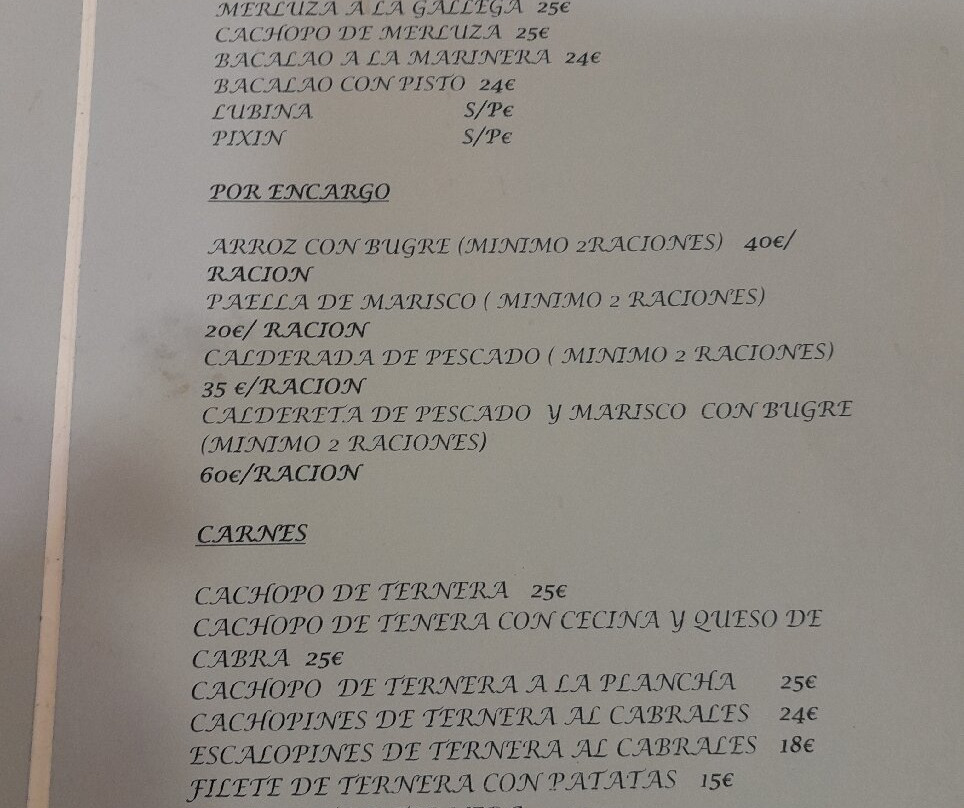 MERLUZA A LA GALLEGA 25€
CACHOPO DE MERLUZA 25€
BACALAO A LA MARINERA 24€
BACALAO CON PISTO 24€
LUBINA S/P€
PIXIN S/P€
POR ENCARGO
ARROZ CON BUGRE (MINIMO 2RACIONES) 40€/
RACION
PAELLA DE MARISCO ( MINIMO 2 RACIONES)
20€/ RACION
CALDERADA DE PESCADO ( MINIMO 2 RACIONES)
35 €/RACION
CALDERETA DE PESCADO Y MARISCO CON BUGRE
(MINIMO 2 RACIONES)
60€/RACION
CARNES
CACHOPO DE TERNERA 25€
CACHOPO DE TENERA CON CECINA Y QUESO DE
CABRA 25€
CACHOPO DE TERNERA A LA PLANCHA 25€
CACHOPINES DE TERNERA AL CABRALES 24€
ESCALOPINES DE TERNERA AL CABRALES 18€
FILETE DE TERNERA CON PATATAS 15€